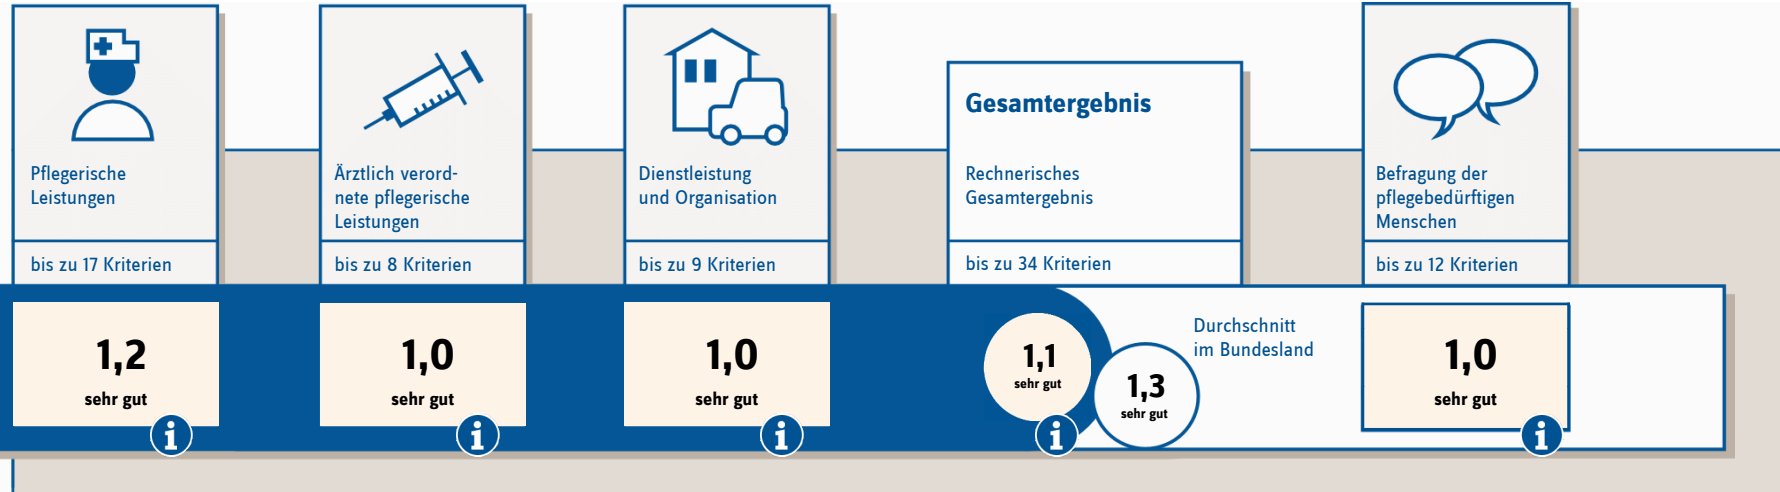 Pflegerische
Leistungen
bis zu 17 Kriterien
1,2
sehr gut
i
Ärztlich verord-
nete pflegerische
Leistungen
bis zu 8 Kriterien
1,0
sehr gut
i
Dienstleistung
und Organisation
bis zu 9 Kriterien
1,0
sehr gut
i
Gesamtergebnis
Rechnerisches
Gesamtergebnis
bis zu 34 Kriterien
1,1
sehr gut
i
Durchschnitt
im Bundesland
1,3
sehr gut
Befragung der
pflegebedürftigen
Menschen
bis zu 12 Kriterien
1,0
sehr gut
i